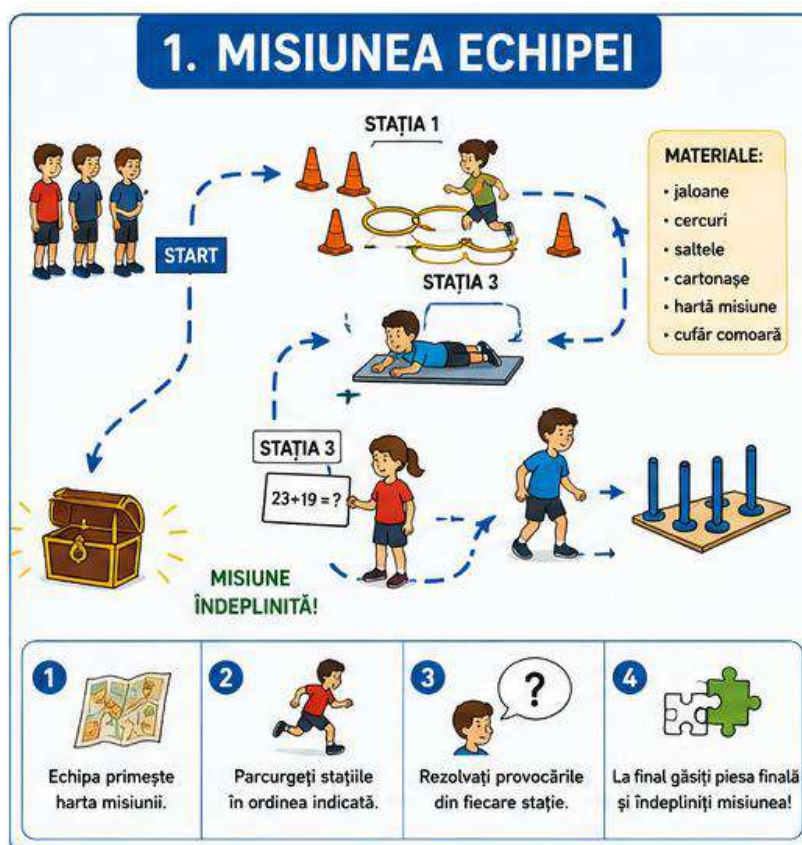 1. MISIUNEA ECHIPEI
STAȚIA 1
START
MATERIALE:
• jaloane
• cercuri
• saltele
• cartonașe
• hartă misiune
• cufăr comoară
STAȚIA 3
STAȚIA 3
23+19 = ?
MISIUNE
ÎNDEPLINITĂ!
1
Echipa primește
harta misiunii.
2
Parcurgeți stațiile
în ordinea indicată.
3
?
Rezolvați provocările
din fiecare stație.
4
La final găsiți piesa finală
și îndepliniți misiunea!